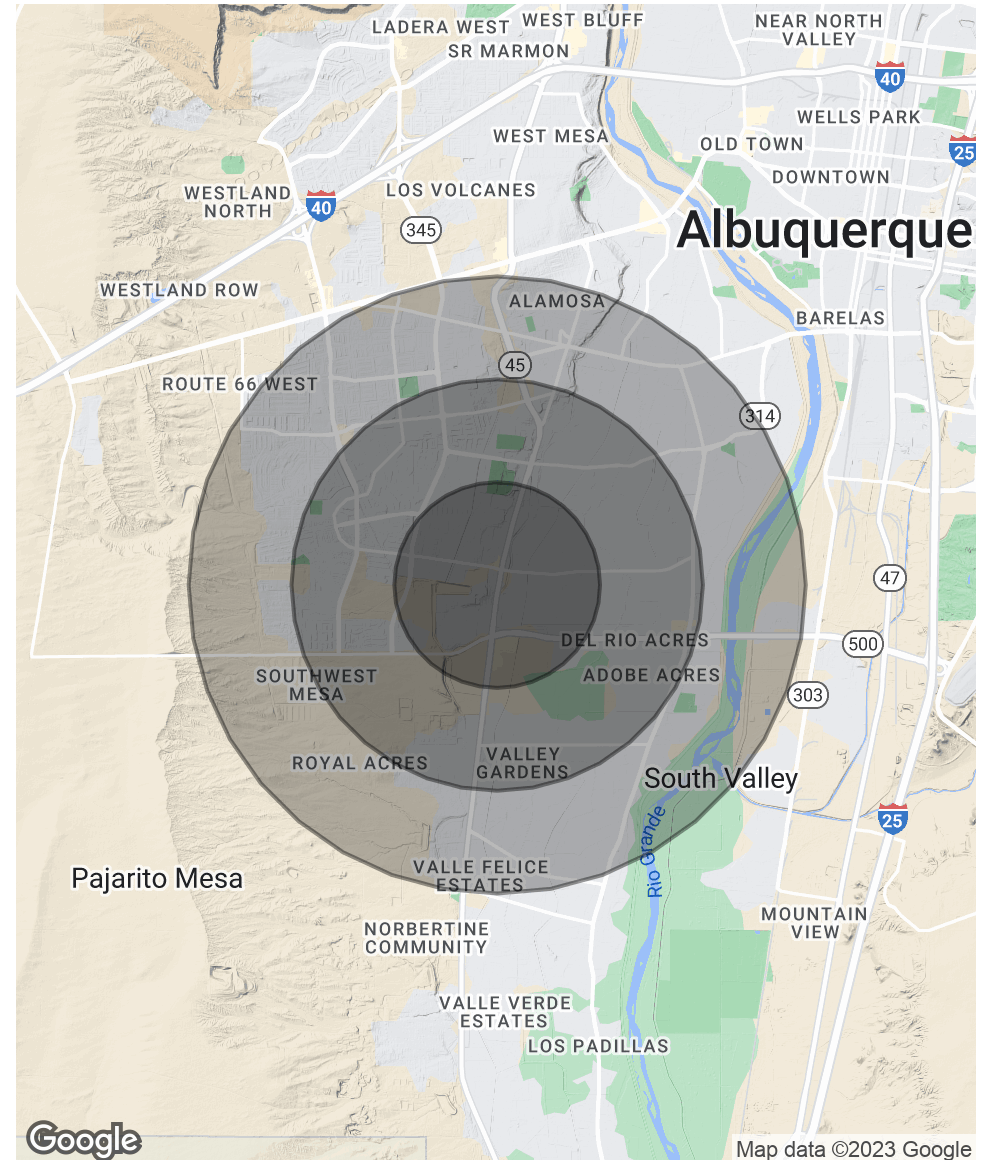 LADERA WEST
WEST BLUFF
SR MARMON
NEAR NORTH
VALLEY
40
WELLS PARK
WEST MESA
OLD TOWN
25
DOWNTOWN
WESTLAND
NORTH
40
LOS VOLCANES
345
Albuquerque
WESTLAND ROW
ALAMOSA
BARELAS
45
ROUTE 66 WEST
314
47
DEL RIO ACRES
500
SOUTHWEST
MESA
ADOBE ACRES
303
ROYAL ACRES
VALLEY
GARDENS
South Valley
25
Rio Grande
Pajarito Mesa
VALLE FELICE
ESTATES
NORBERTINE
COMMUNITY
MOUNTAIN
VIEW
VALLE VERDE
ESTATES
LOS PADILLAS
Google
Map data ©2023 Google